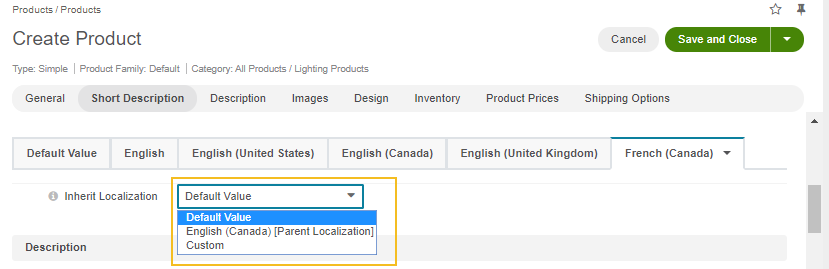 Products / Products
Create Product
Cancel
Save and Close
Type: Simple | Product Family: Default | Category: All Products / Lighting Products
General Short Description Description Images Design Inventory Product Prices Shipping Options
Default Value English English (United States) English (Canada) English (United Kingdom) French (Canada)
Inherit Localization Default Value
Default Value
English (Canada) [Parent Localization]
Custom
Description